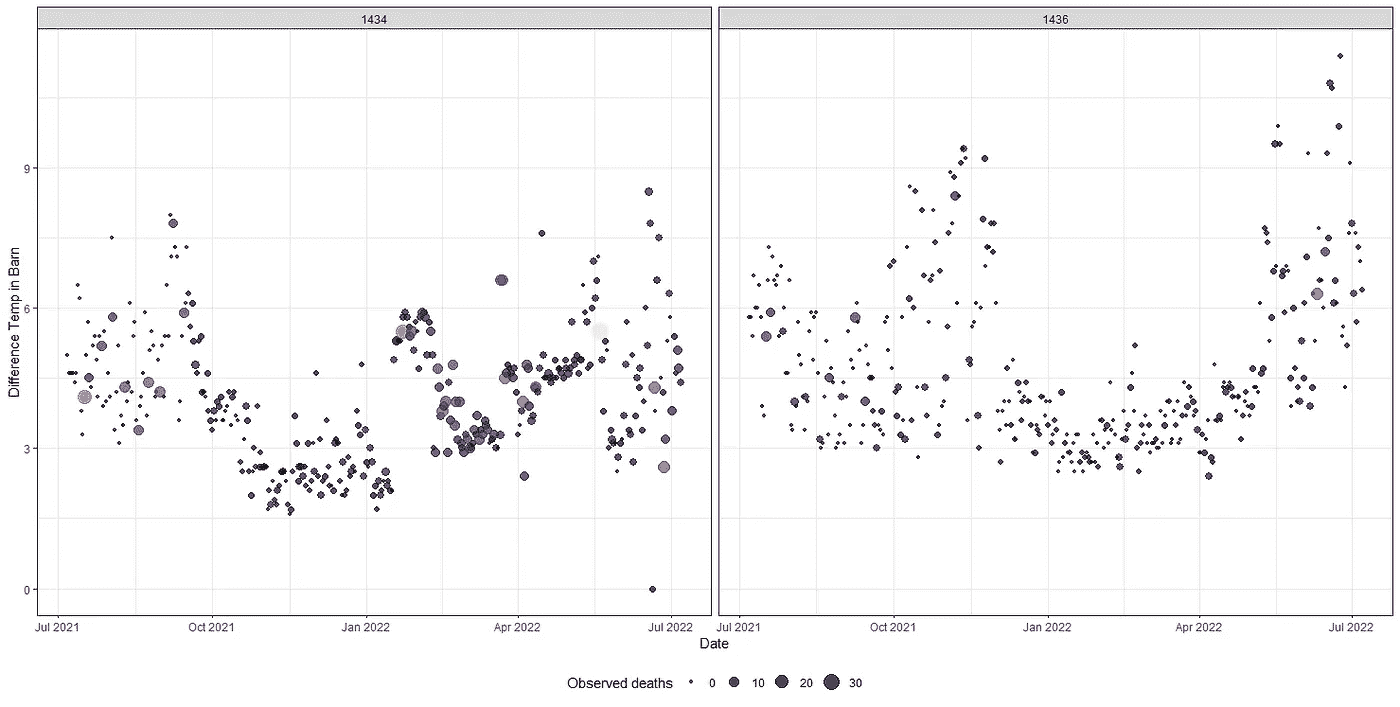 1434
1436
Difference Temp in Barn
9
6
3
0
Jul 2021
Oct 2021
Jan 2022
Apr 2022
Jul 2022
Jul 2021
Oct 2021
Jan 2022
Apr 2022
Jul 2022
Date
Observed deaths
0
10
20
30